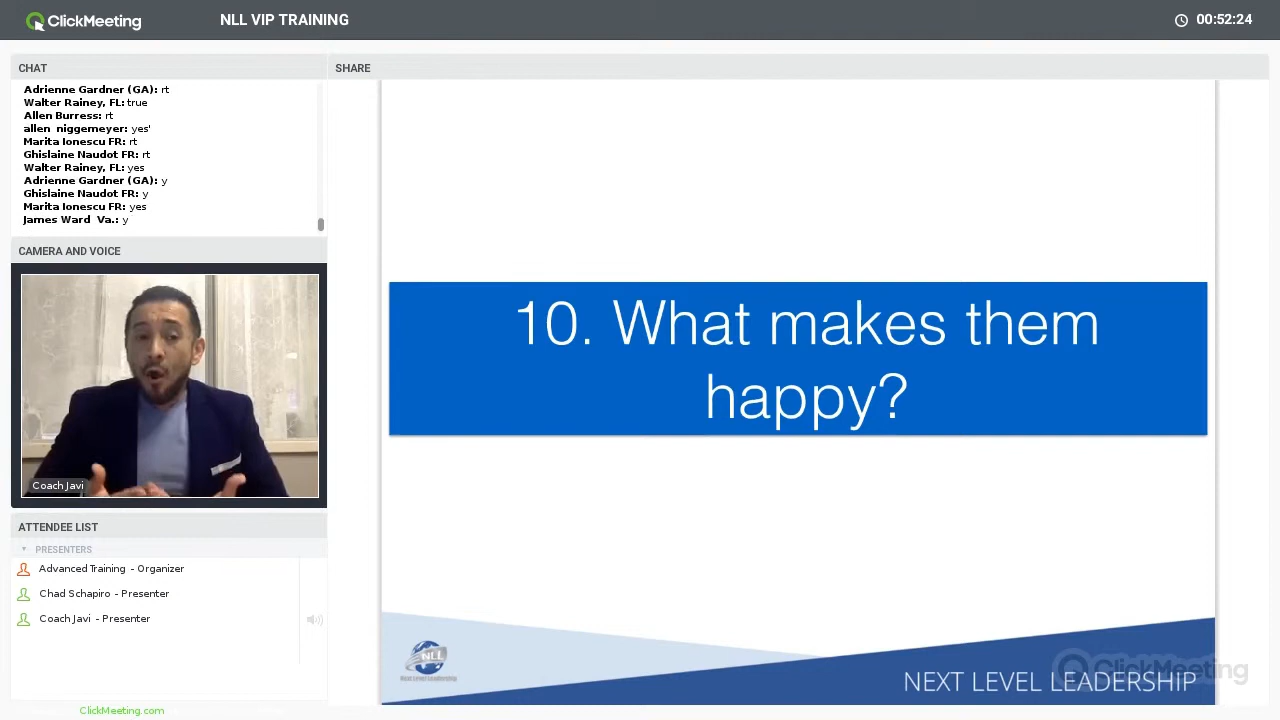 ClickMeeting
NLL VIP TRAINING
00:52:24
CHAT
Adrienne Gardner (GA): rt
Walter Rainey, FL: true
Allen Burress: rt
allen niggemeyer: yes'
Marita Ionescu FR: rt
Ghislaine Naudot FR: rt
Walter Rainey, FL: yes
Adrienne Gardner (GA): y
Ghislaine Naudot FR: y
Marita Ionescu FR: yes
James Ward Va.: y
CAMERA AND VOICE
Coach Javi
ATTENDEE LIST
PRESENTERS
Advanced Training - Organizer
Chad Schapiro - Presenter
Coach Javi - Presenter
ClickMeeting.com
SHARE
10. What makes them
happy?
NLL
Next Level Leadership
NEXT LEVEL LEADERSHIP
ClickMeeting